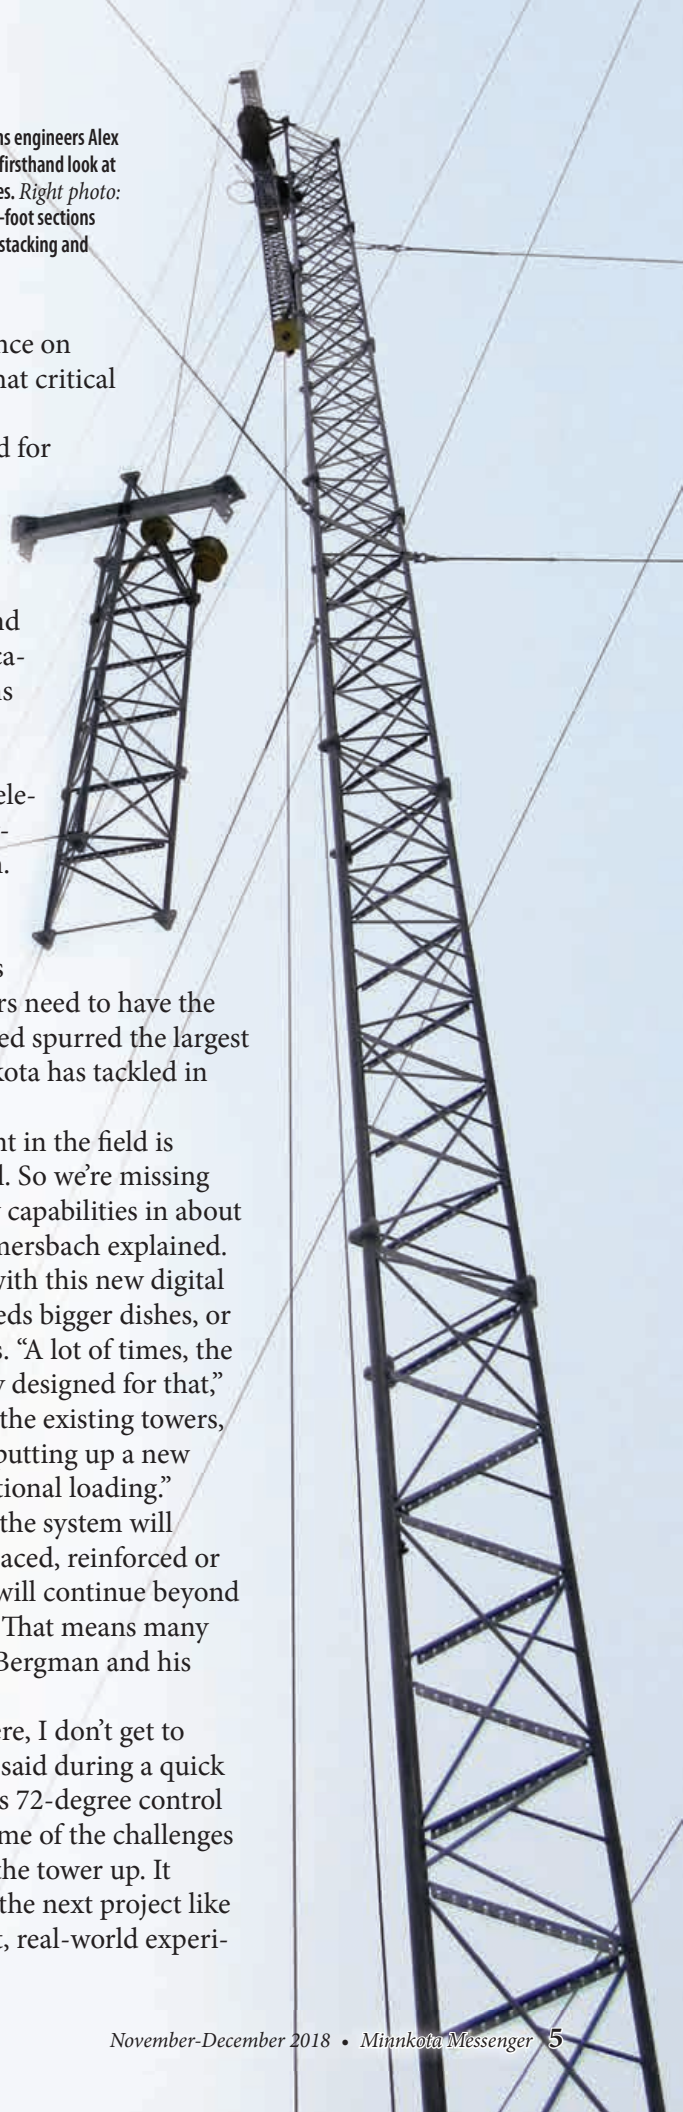 ns engineers Alex
firsthand look at
es. Right photo:
-foot sections
stacking and
nce on
hat critical
d for
nd
ca-
ns
ele-
-
n.
s
rs need to have the
ed spurred the largest
kota has tackled in
nt in the field is
l. So we’re missing
y capabilities in about
mersbach explained.
with this new digital
eds bigger dishes, or
s. “A lot of times, the
y designed for that,”
the existing towers,
putting up a new
tional loading.”
the system will
aced, reinforced or
will continue beyond
That means many
Bergman and his
ere, I don’t get to
said during a quick
s 72-degree control
me of the challenges
the tower up. It
the next project like
t, real-world experi-
November-December 2018 • Minnkota Messenger 5